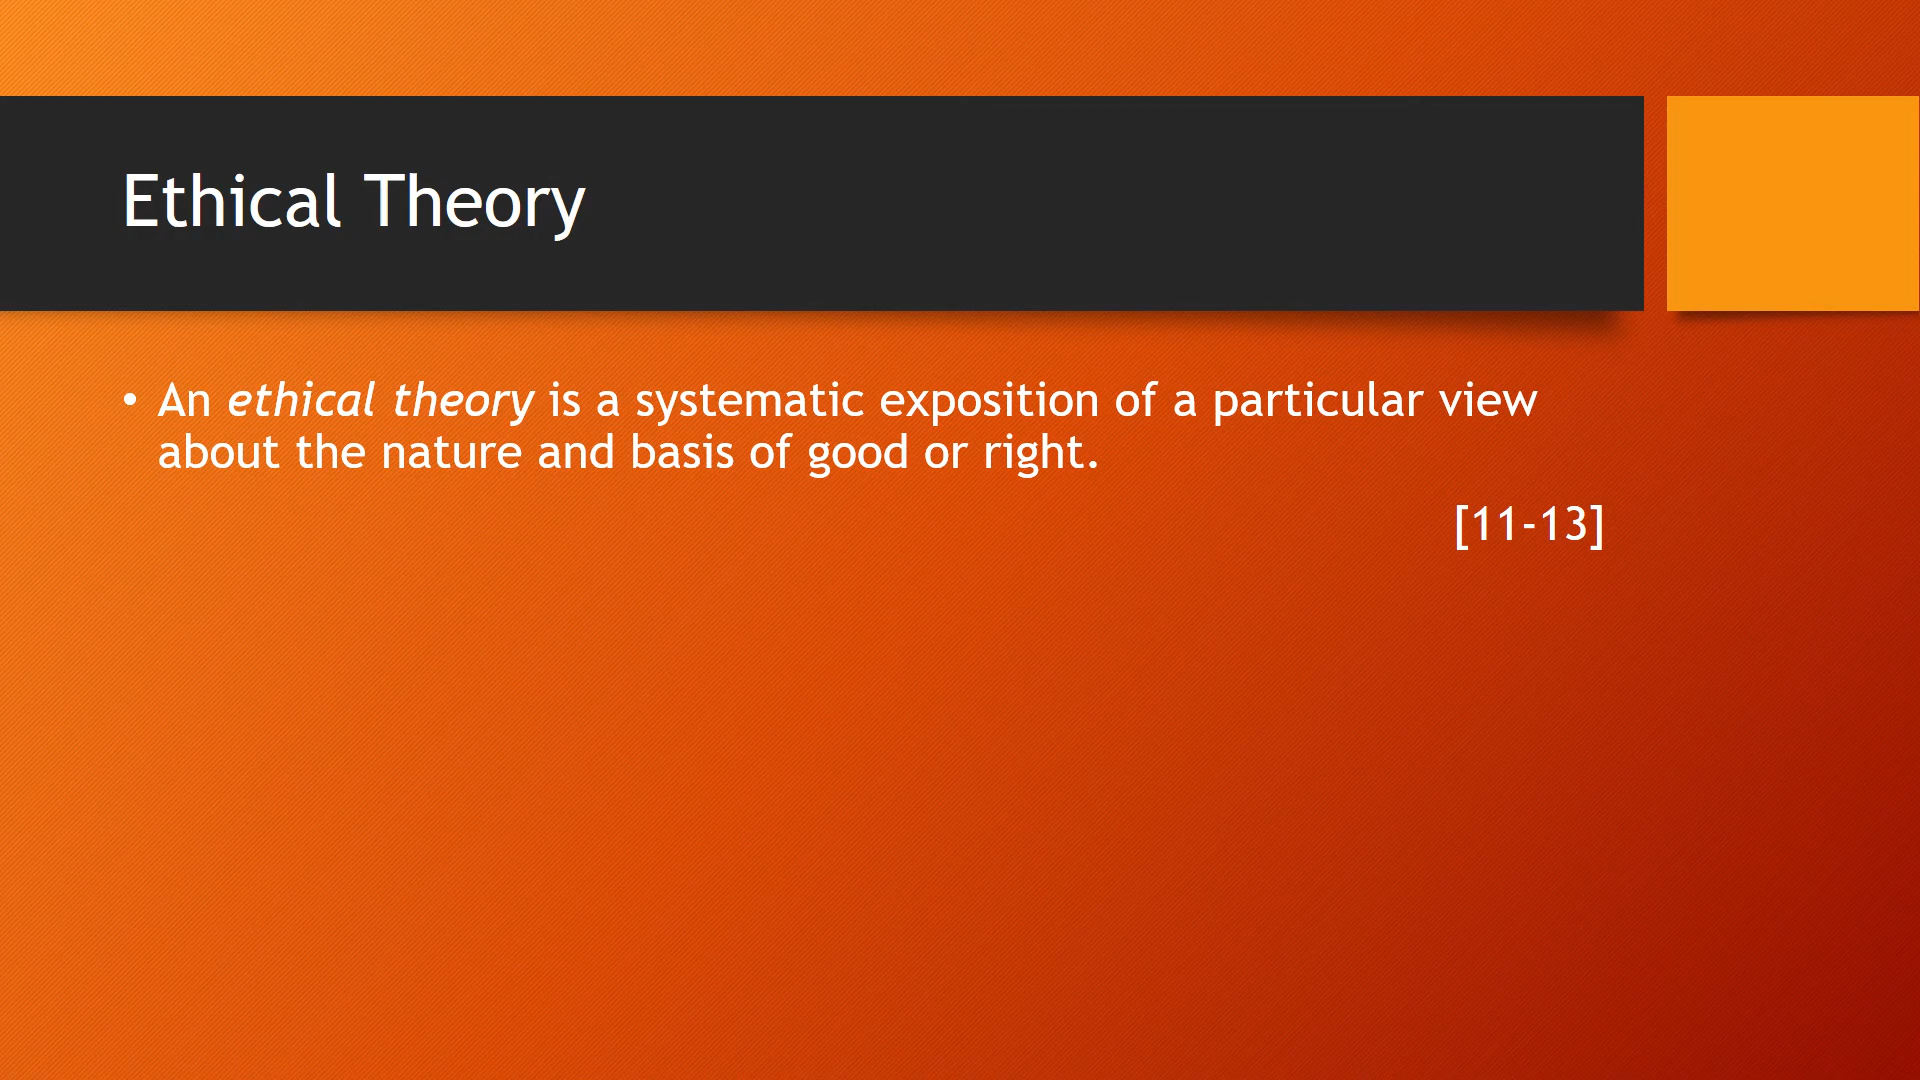 Ethical Theory
• An ethical theory is a systematic exposition of a particular view
about the nature and basis of good or right.
[11-13]